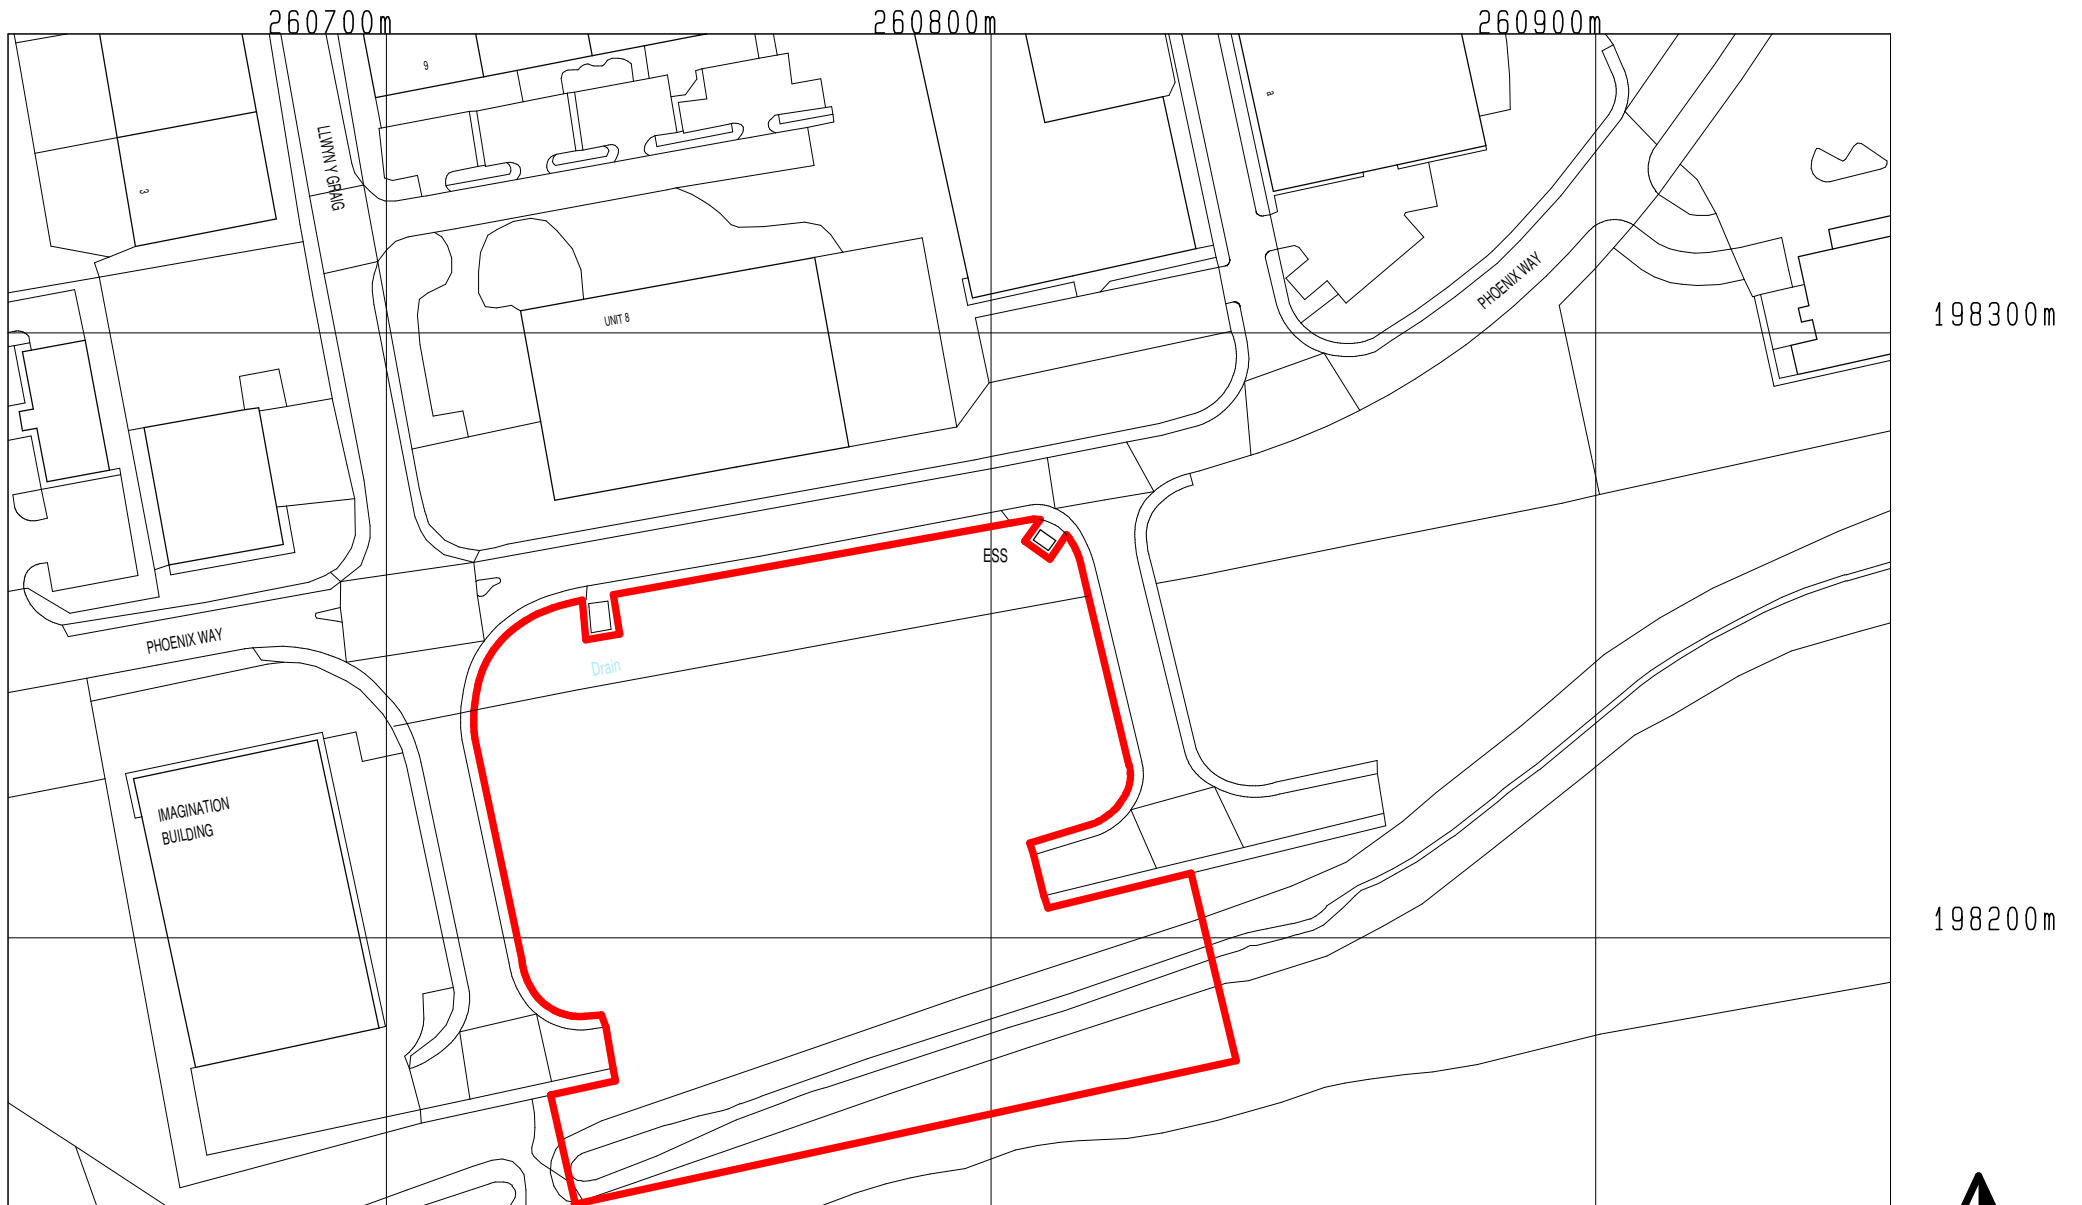 260700m
260800m
260900m
9
a
LLWYN Y GRAIG
3
PHOENIX WAY
198300m
UNIT 8
ESS
PHOENIX WAY
Drain
IMAGINATION
BUILDING
198200m